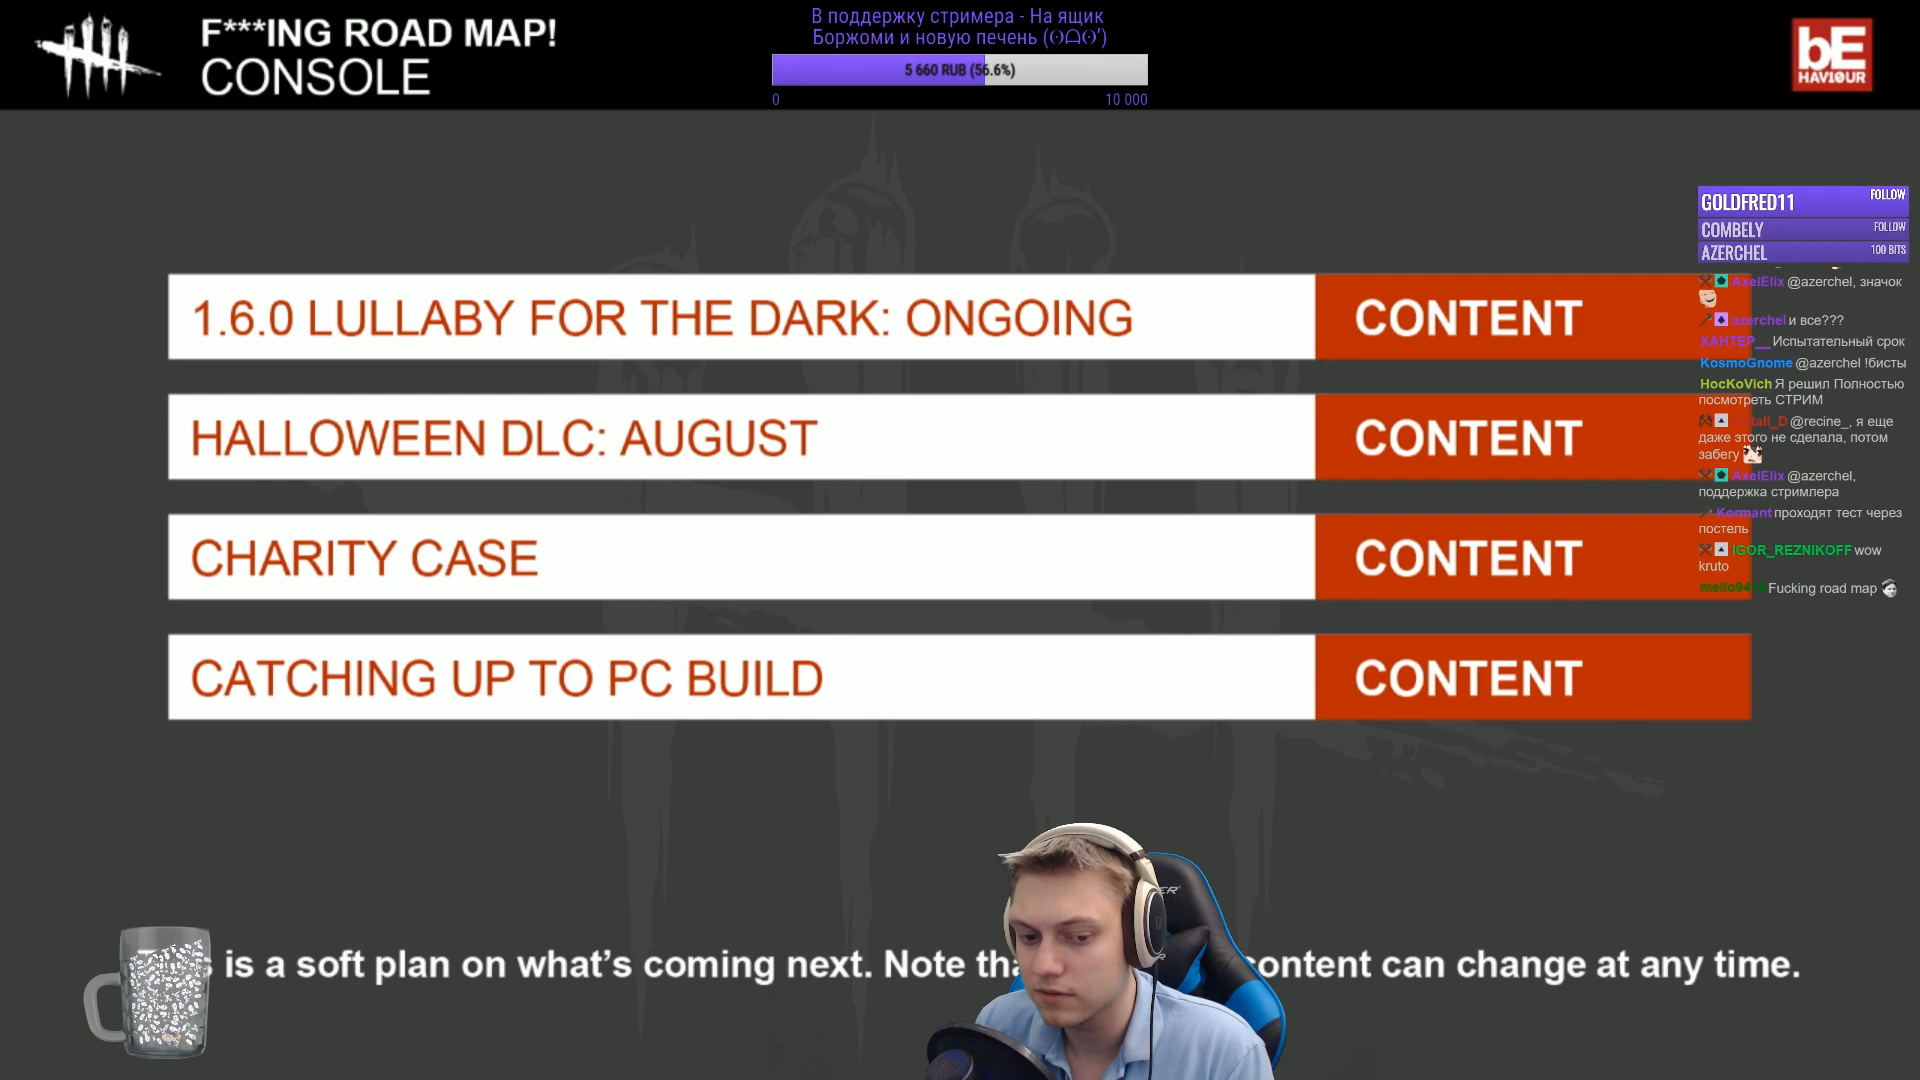 F***ING ROAD MAP!
CONSOLE
В поддержку стримера - На ящик
Боржоми и новую печень
5 660 RUB (56.6%)
0
10 000
bE
HAVIØUR
1.6.0 LULLABY FOR THE DARK: ONGOING
CONTENT
HALLOWEEN DLC: AUGUST
CONTENT
CHARITY CASE
CONTENT
CATCHING UP TO PC BUILD
CONTENT
GOLDFRED11 FOLLOW
COMBELY FOLLOW
AZERCHEL 100 BITS
AxelElix @azerchel, значок
azerchel и все???
ХАНТЕР__ Испытательный срок
KosmoGnome @azerchel !бисты
HocKoVich Я решил Полностью
посмотреть СТРИМ
@recine_, я еще
даже этого не сделала, потом
забегу
AxelElix @azerchel,
поддержка стримлера
Kormant проходят тест через
постель
IGOR_REZNIKOFF wow
kruto
Fucking road map
is a soft plan on what's coming next. Note content can change at any time.